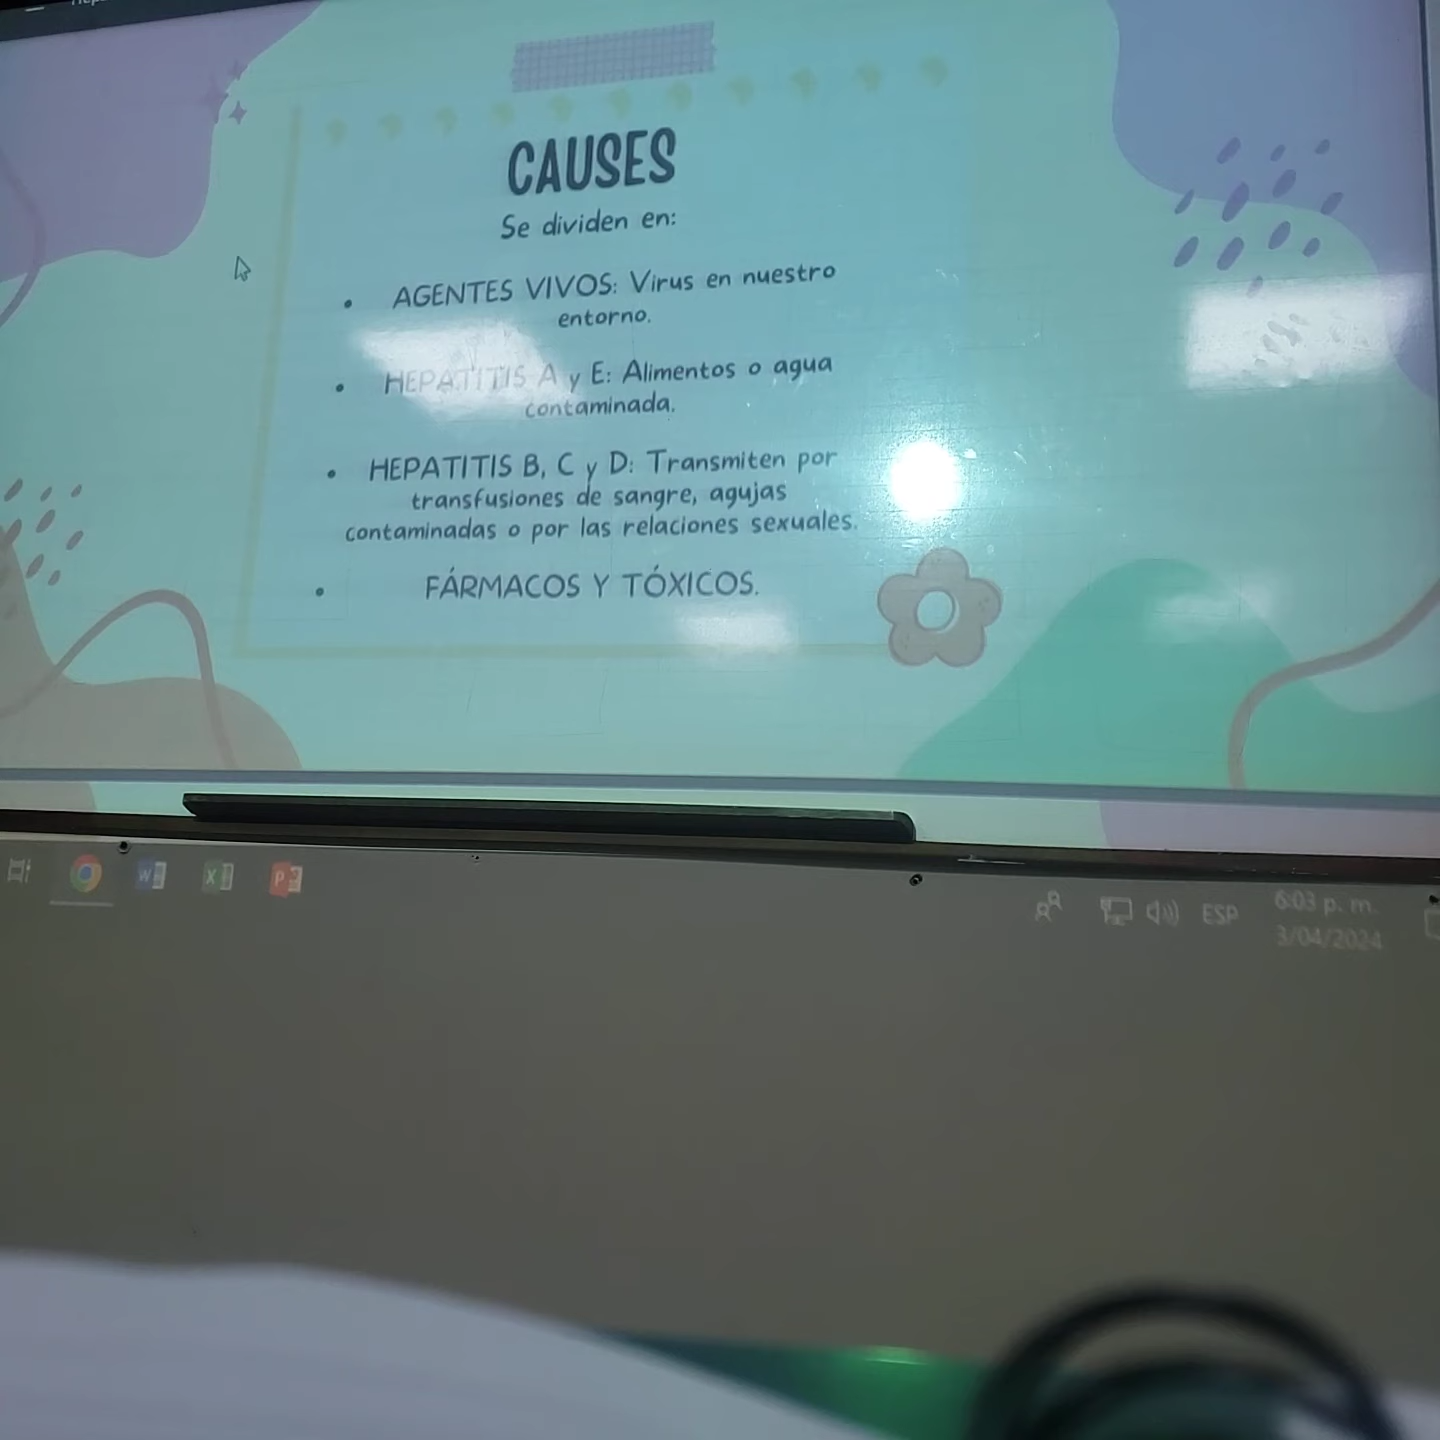 CAUSES
Se dividen en:
• AGENTES VIVOS: Virus en nuestro
entorno.
• HEPATITIS A y E: Alimentos o agua
contaminada.
• HEPATITIS B, C y D: Transmiten por
transfusiones de sangre, agujas
contaminadas o por las relaciones sexuales.
• FÁRMACOS Y TÓXICOS.
ESP
6:03 p. m.
3/04/2024